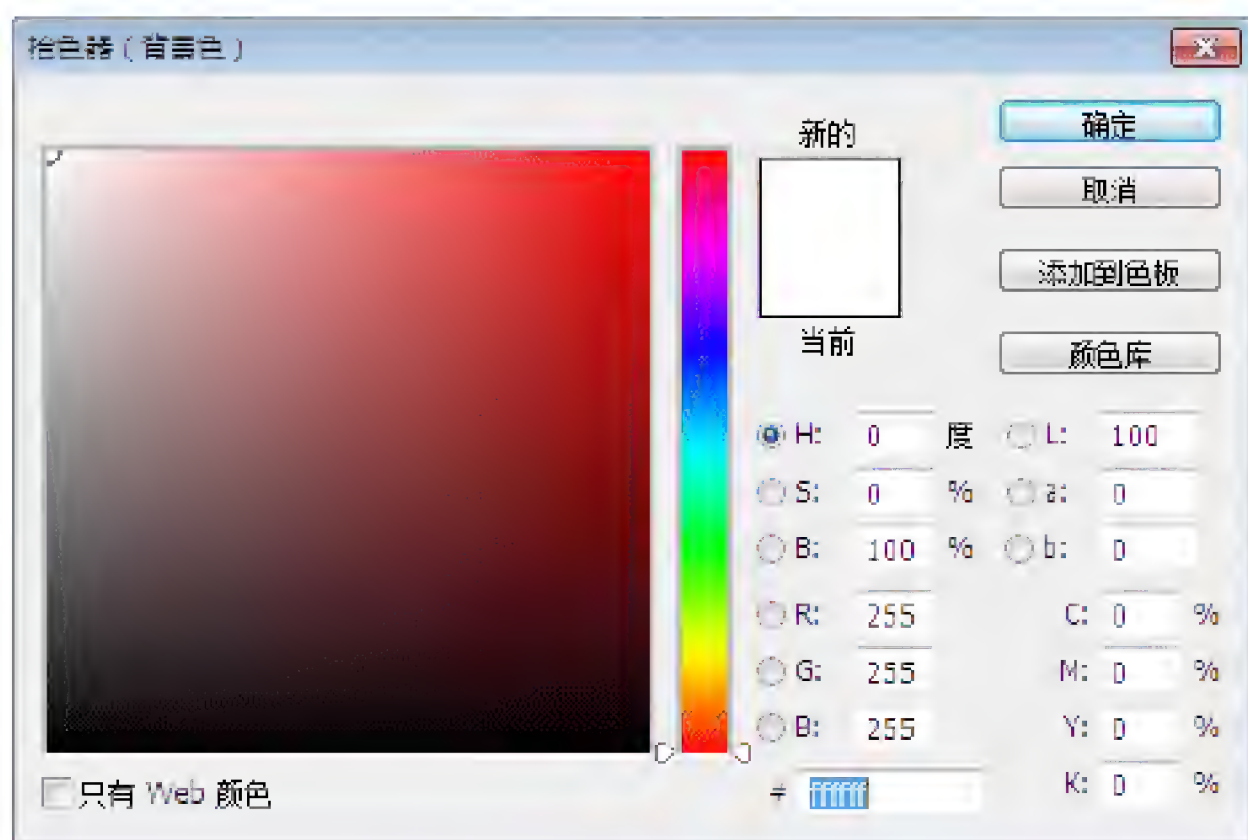 拾色器（背景色）
新的
当前
确定
取消
添加到色板
颜色库
H: 0 度 L: 100
S: 0 % a: 0
B: 100 % b: 0
R: 255 C: 0 %
G: 255 M: 0 %
B: 255 Y: 0 %
# ffffff K: 0 %
只有 Web 颜色